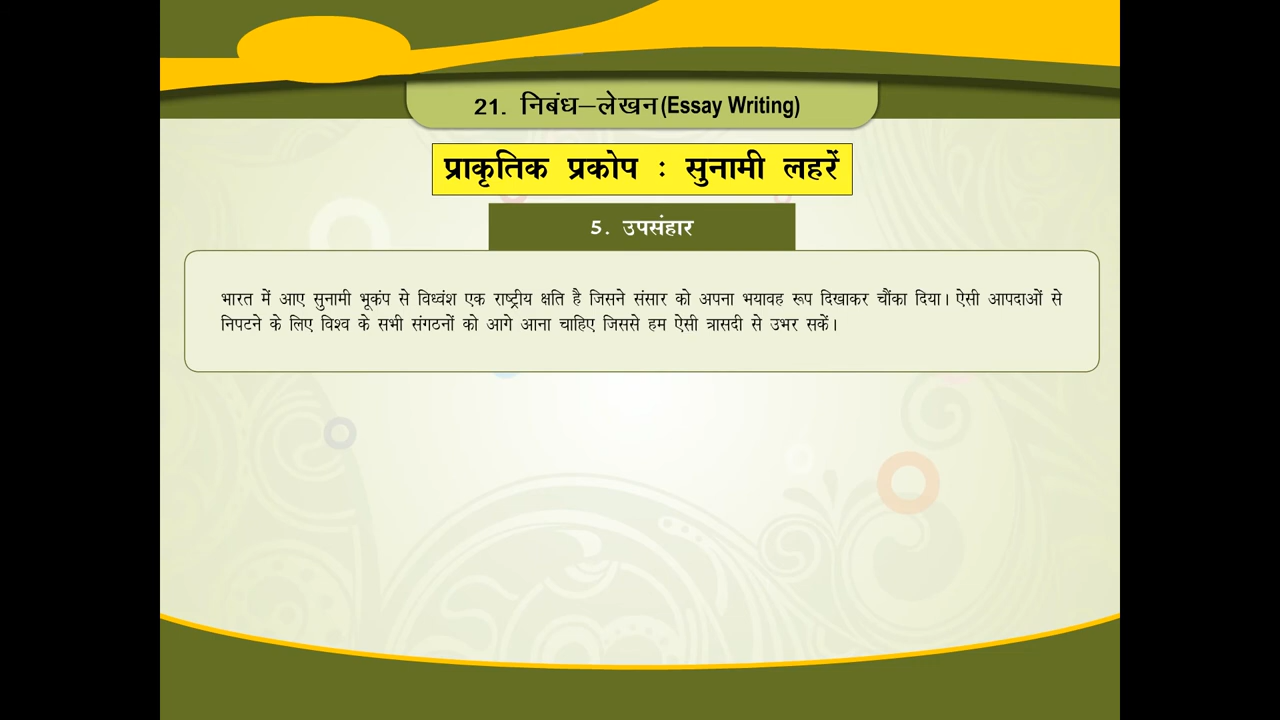 21. निबंध–लेखन(Essay Writing)
प्राकृतिक प्रकोप : सुनामी लहरें
5. उपसंहार
भारत में आए सुनामी भूकंप से विध्वंश एक राष्ट्रीय क्षति है जिसने संसार को अपना भयावह रूप दिखाकर चौंका दिया। ऐसी आपदाओं से
निपटने के लिए विश्व के सभी संगठनों को आगे आना चाहिए जिससे हम ऐसी त्रासदी से उभर सकें।